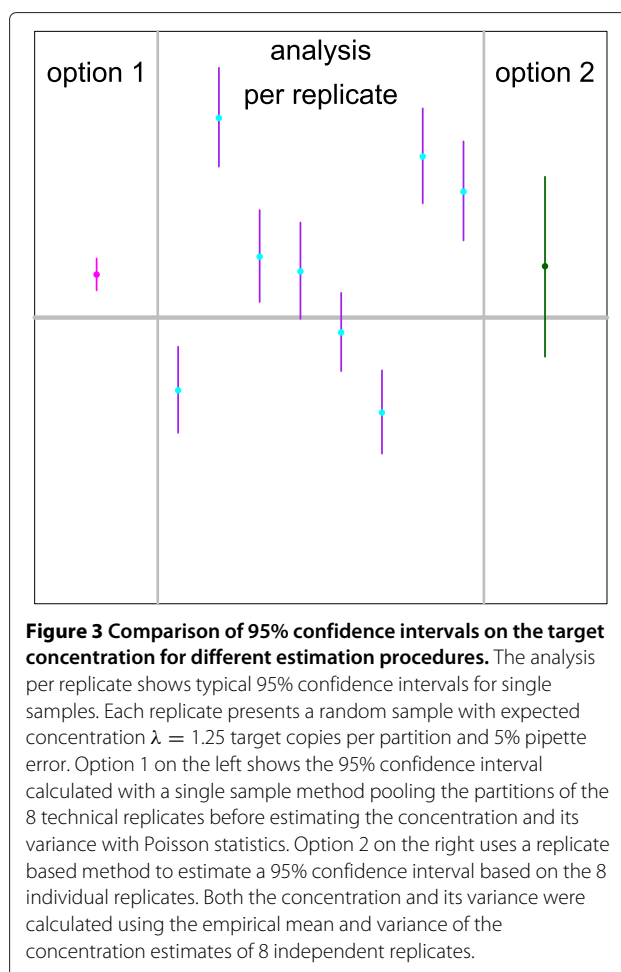 option 1
analysis
per replicate
option 2
Figure 3 Comparison of 95% confidence intervals on the target
concentration for different estimation procedures. The analysis
per replicate shows typical 95% confidence intervals for single
samples. Each replicate presents a random sample with expected
concentration λ = 1.25 target copies per partition and 5% pipette
error. Option 1 on the left shows the 95% confidence interval
calculated with a single sample method pooling the partitions of the
8 technical replicates before estimating the concentration and its
variance with Poisson statistics. Option 2 on the right uses a replicate
based method to estimate a 95% confidence interval based on the 8
individual replicates. Both the concentration and its variance were
calculated using the empirical mean and variance of the
concentration estimates of 8 independent replicates.